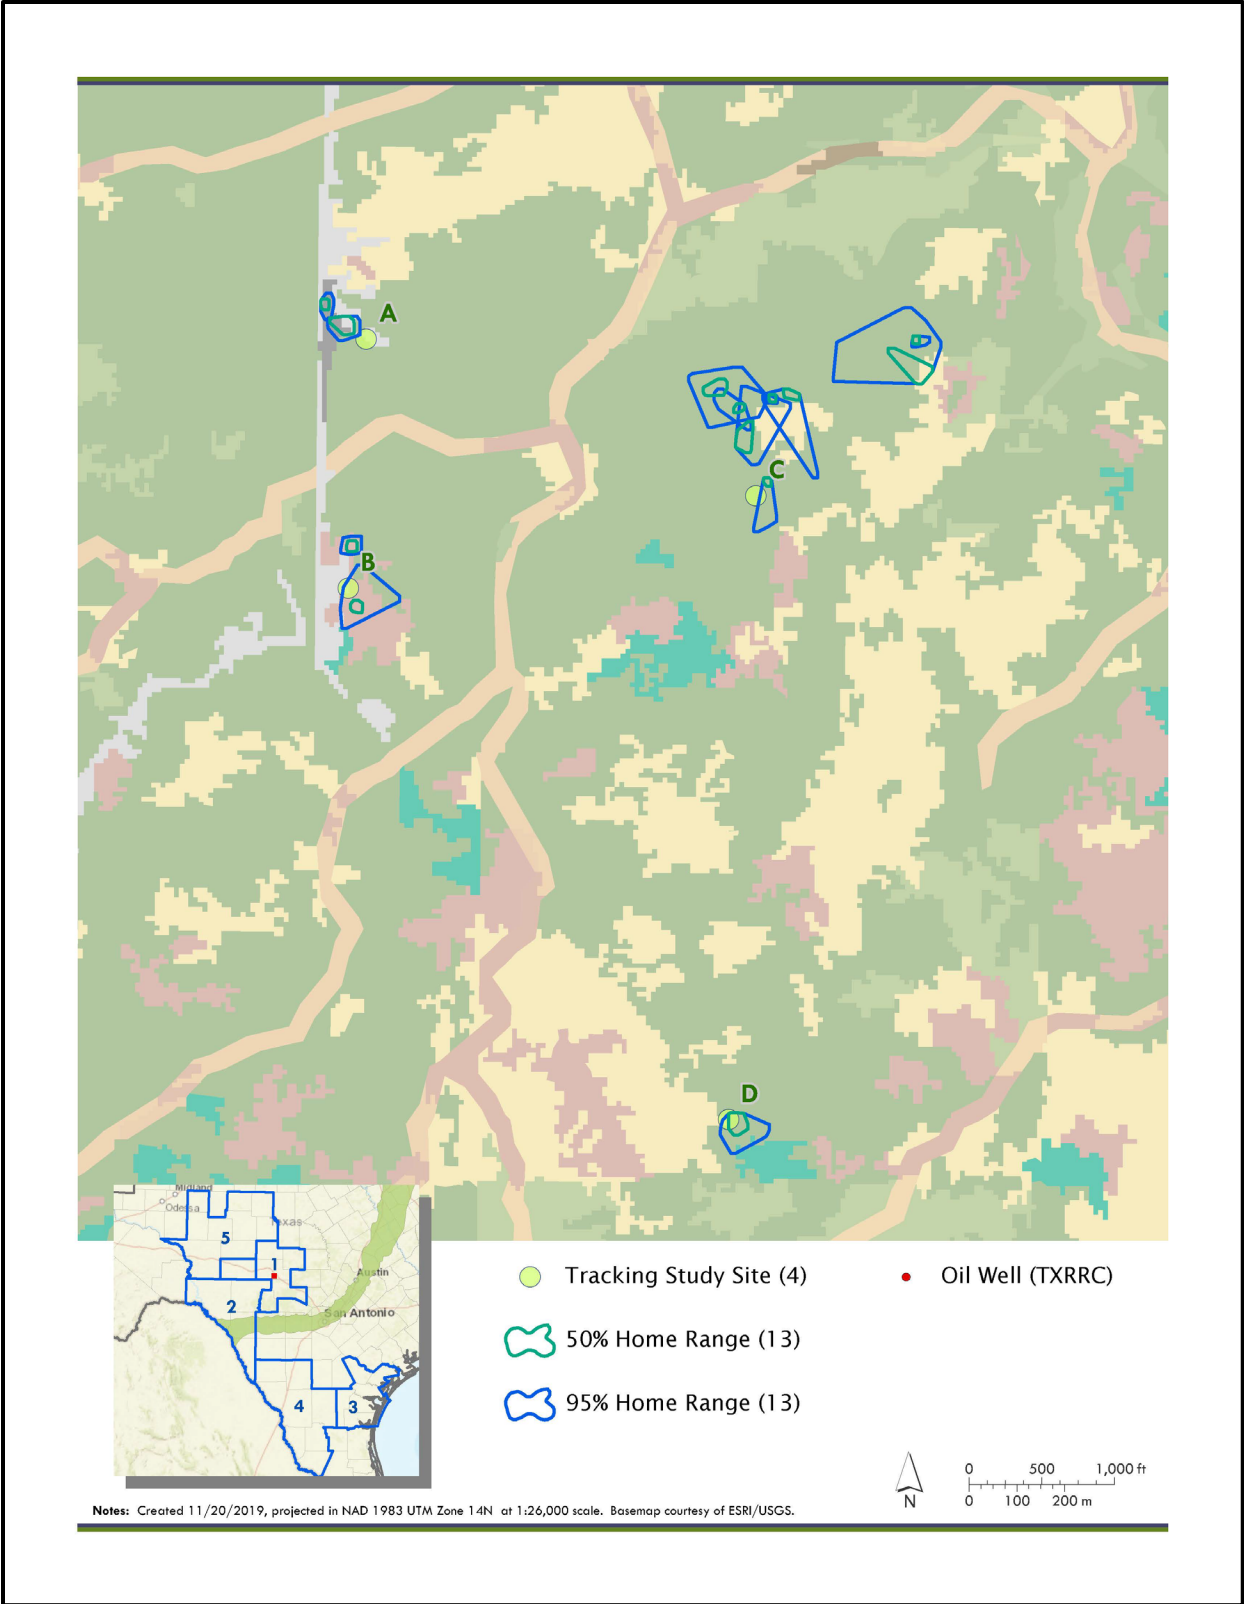 A
C
B
D
Midland
Odessa
Texas
5
1
Austin
2
San Antonio
4
3
Tracking Study Site (4)
Oil Well (TXRRC)
50% Home Range (13)
95% Home Range (13)
0 500 1,000 ft
0 100 200 m
N
Notes: Created 11/20/2019, projected in NAD 1983 UTM Zone 14N at 1:26,000 scale. Basemap courtesy of ESRI/USGS.